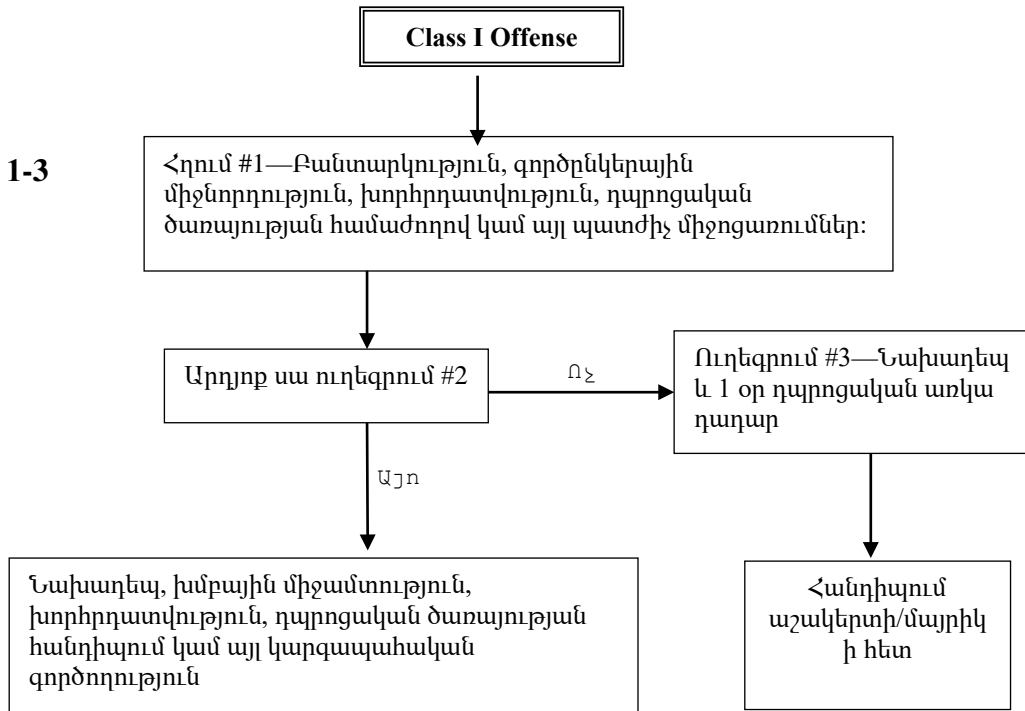 Class I Offense
1-3
Հղում #1—Բանտարկություն, գործընկերային
միջնորդություն, խորհրդատվություն, դպրոցական
ծառայության համաժողով կամ այլ պատժիչ միջոցառումներ:
Արդյոք սա ուղեգրում #2
Ոչ
Ուղեգրում #3—Նախադեպ
և 1 օր դպրոցական առկա
դադար
Այո
Նախադեպ, խմբային միջամտություն,
խորհրդատվություն, դպրոցական ծառայության
հանդիպում կամ այլ կարգապահական
գործողություն
Հանդիպում
աշակերտի/մայրիկ
ի հետ